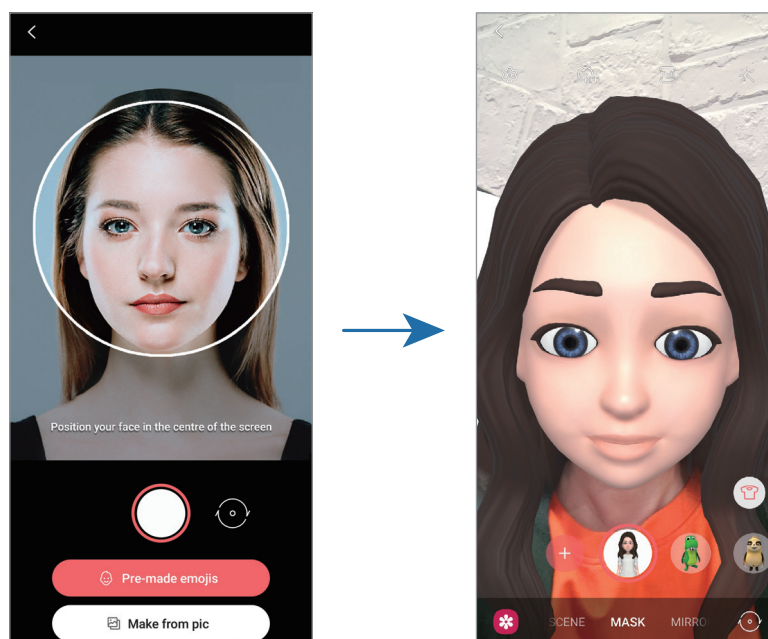 Position your face in the centre of the screen
Pre-made emojis
Make from pic
SCENE
MASK
MIRRO